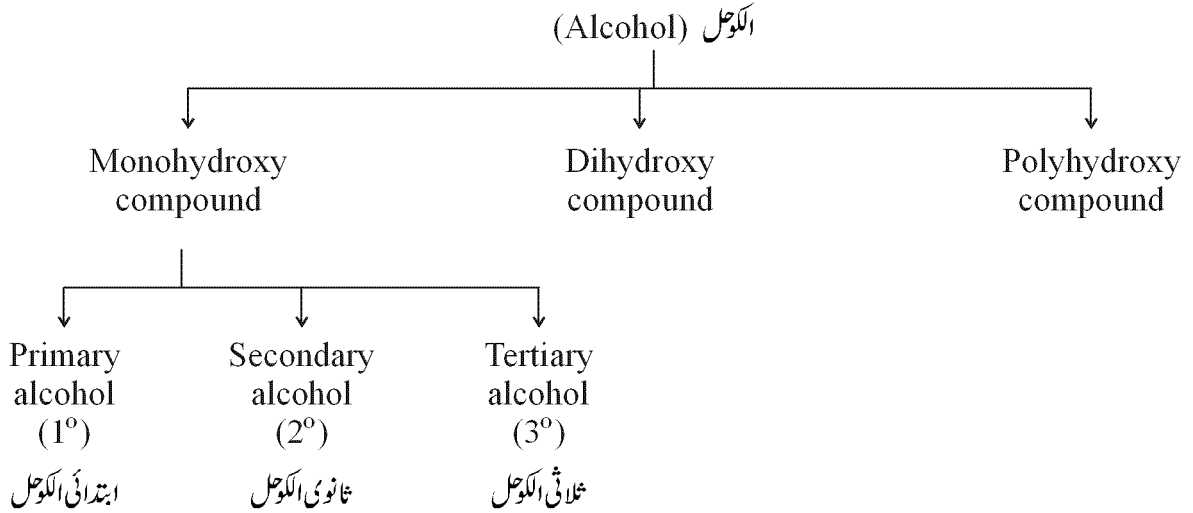 (Alcohol) الکوحل
Monohydroxy
compound
Dihydroxy
compound
Polyhydroxy
compound
Primary
alcohol
(1°)
ابتدائی الکوحل
Secondary
alcohol
(2°)
ثانوی الکوحل
Tertiary
alcohol
(3°)
ثلاثی الکوحل